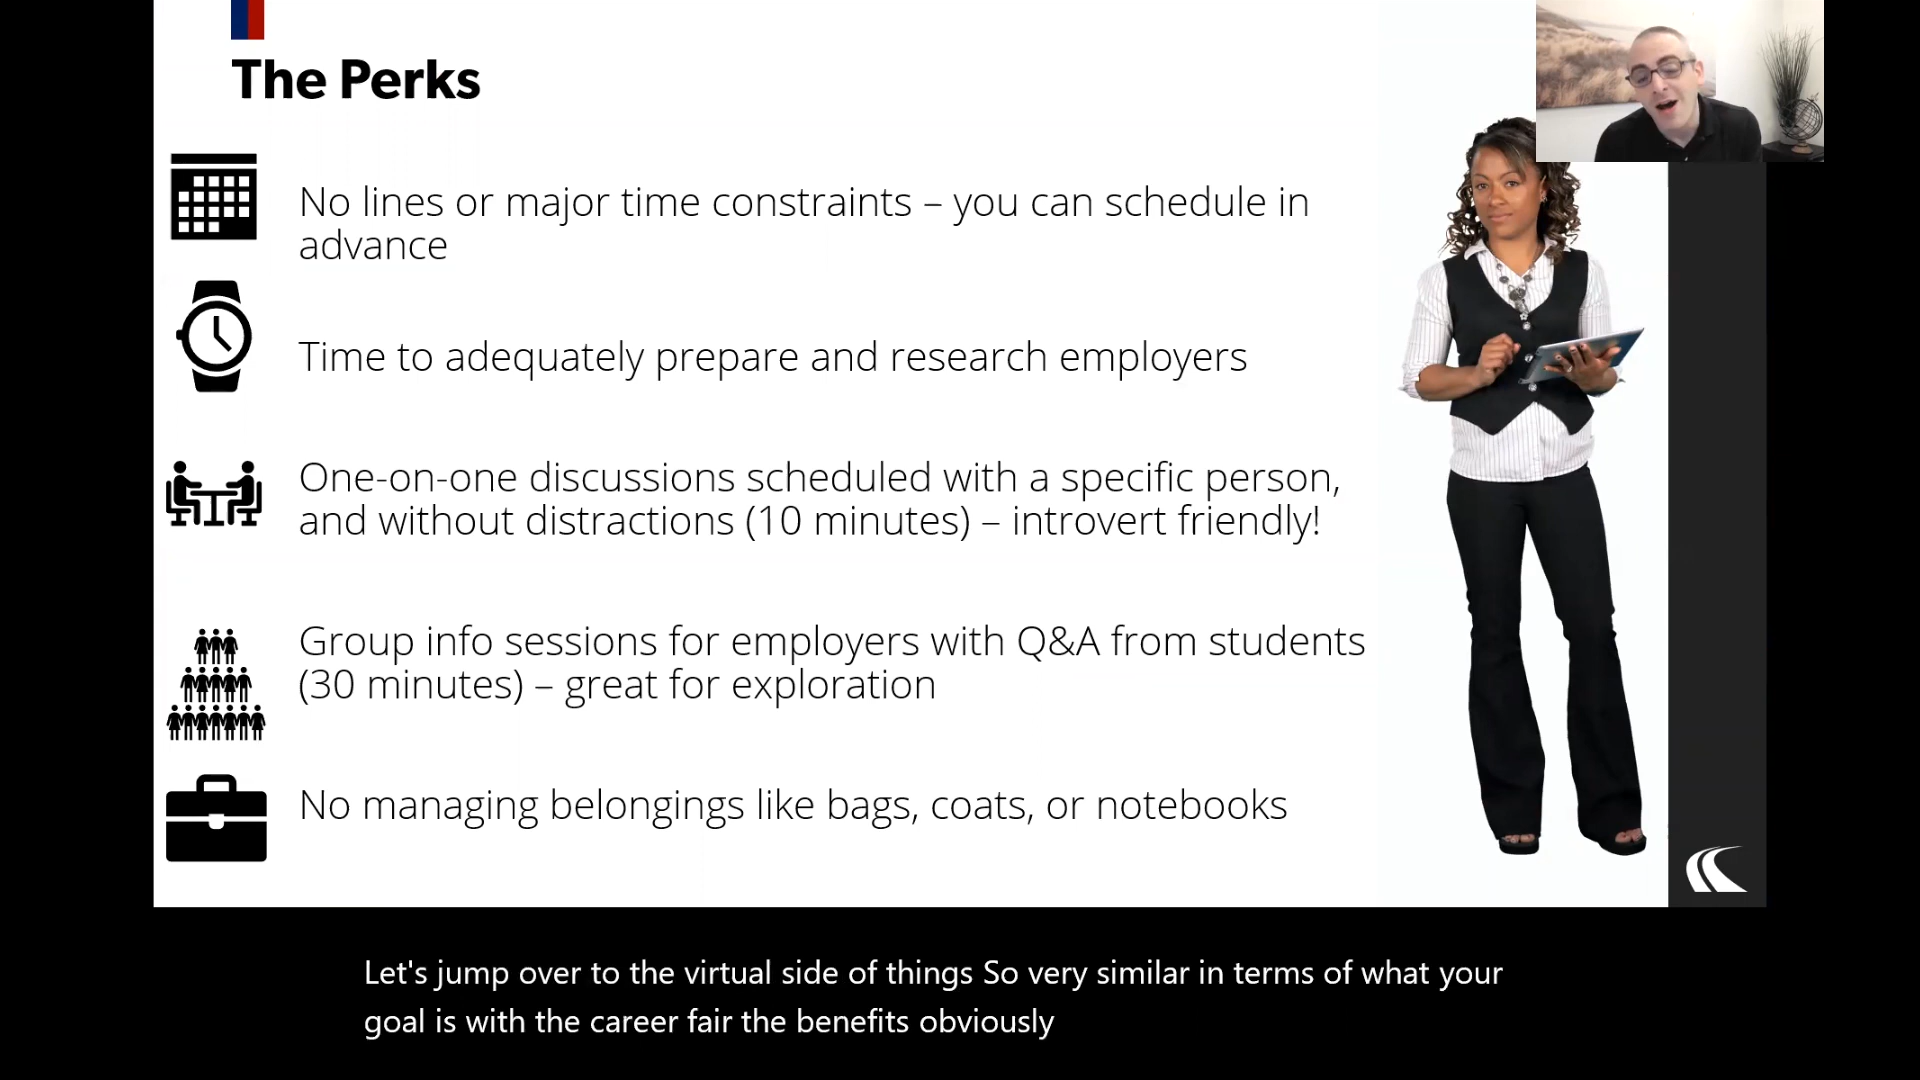 The Perks
No lines or major time constraints – you can schedule in
advance
Time to adequately prepare and research employers
One-on-one discussions scheduled with a specific person,
and without distractions (10 minutes) – introvert friendly!
Group info sessions for employers with Q&A from students
(30 minutes) – great for exploration
No managing belongings like bags, coats, or notebooks
Let's jump over to the virtual side of things So very similar in terms of what your
goal is with the career fair the benefits obviously